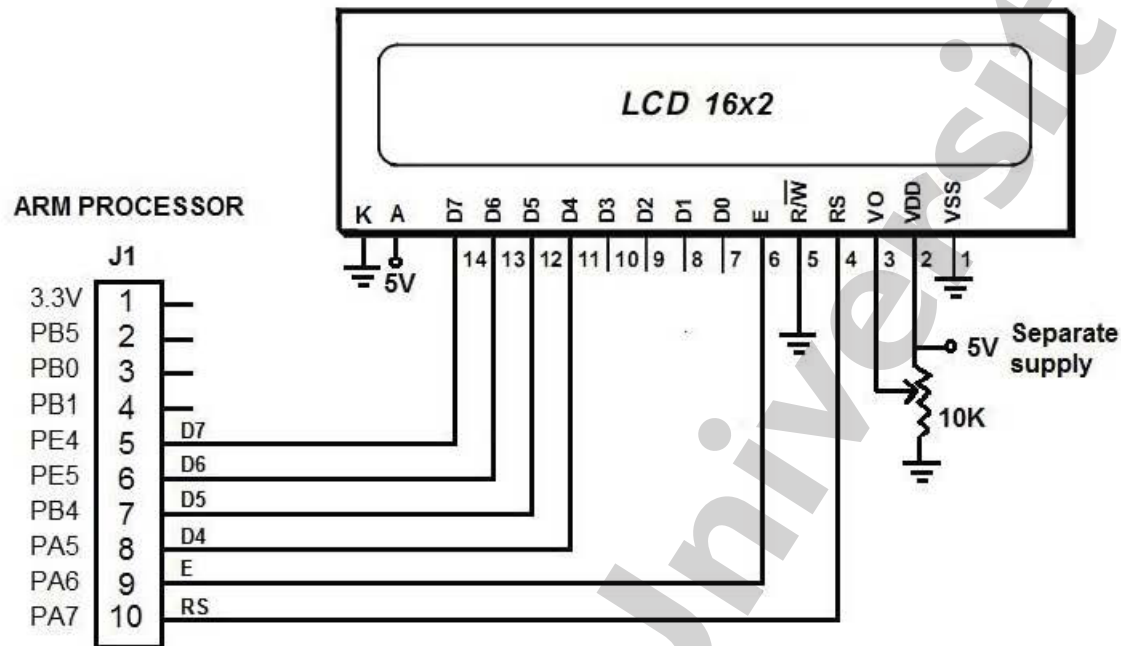 LCD 16x2
K A D7 D6 D5 D4 D3 D2 D1 D0 E R/W RS VO VDD VSS
14 13 12 11 10 9 8 7 6 5 4 3 2 1
5V
ARM PROCESSOR
J1
3.3V 1
PB5 2
PB0 3
PB1 4
PE4 5 D7
PE5 6 D6
PB4 7 D5
PA5 8 D4
PA6 9 E
PA7 10 RS
5V Separate
supply
10K
Universit